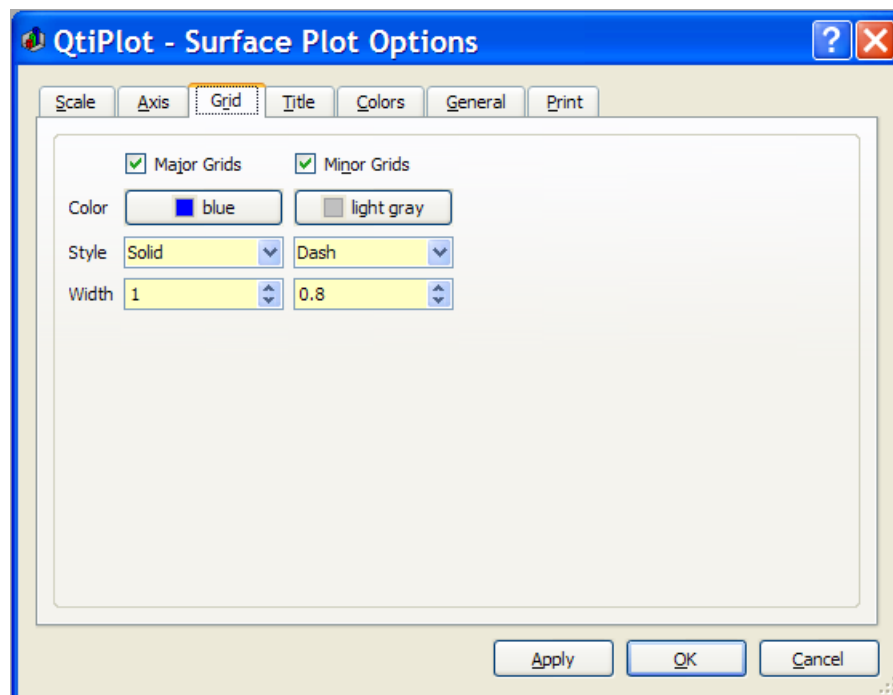 QtiPlot - Surface Plot Options
Scale Axis Grid Title Colors General Print
Major Grids Minor Grids
Color blue light gray
Style Solid Dash
Width 1 0.8
Apply OK Cancel